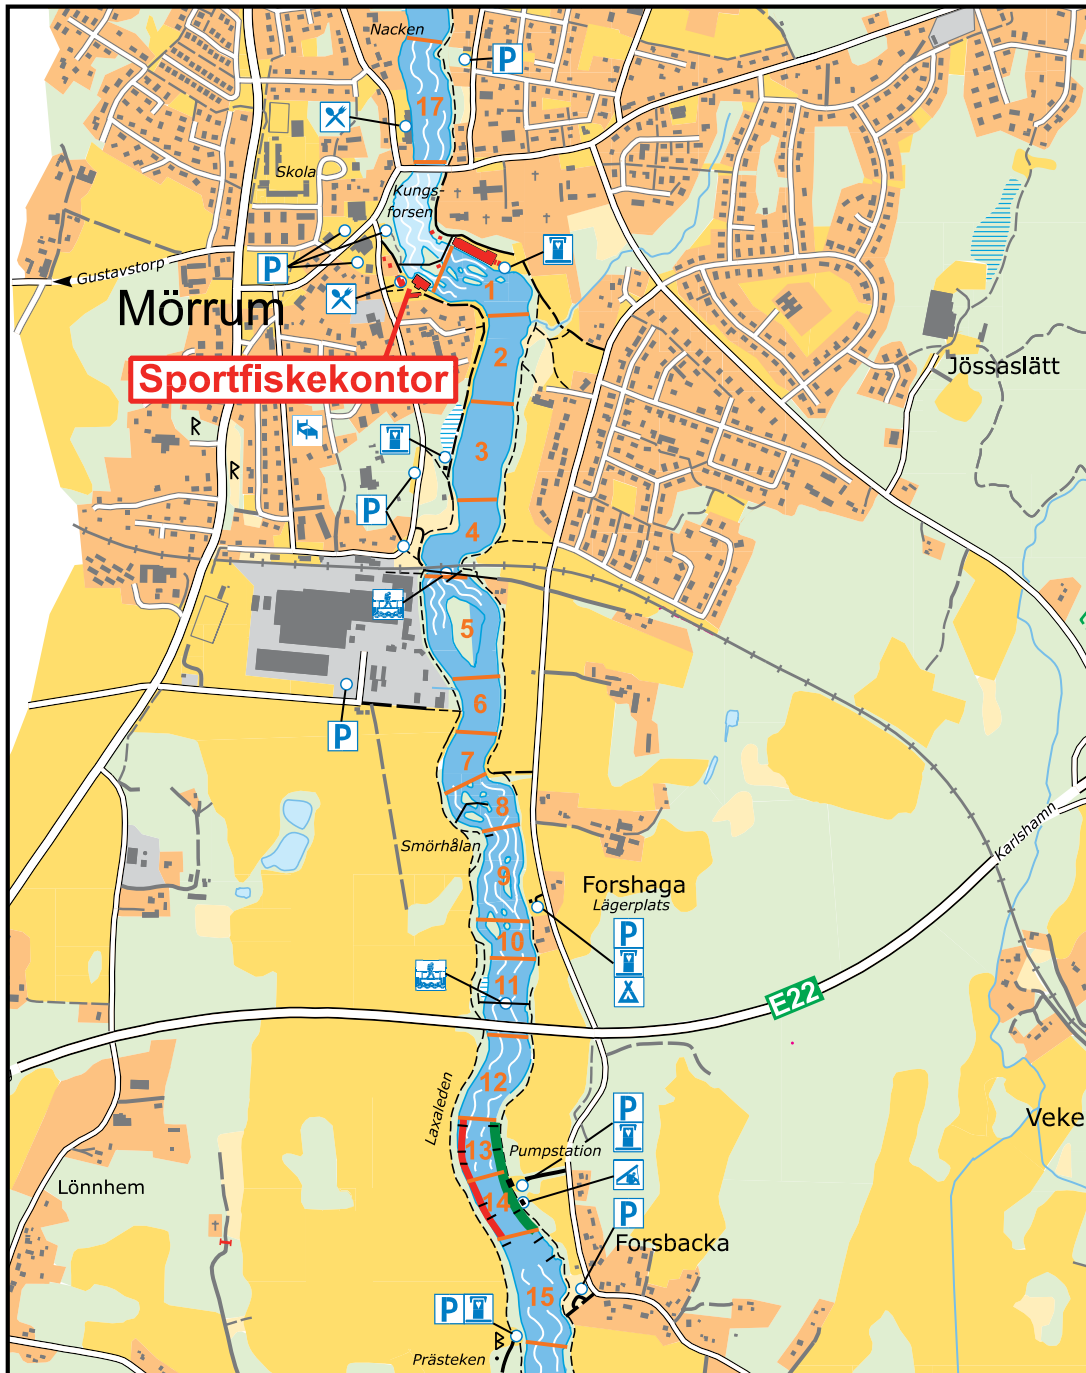 Nacken
P
17
Skola
Kungs-
forsen
P
Gustavstorp
Mörrum
1
2
Sportfiskekontor
Jössaslätt
3
P
4
5
6
P
7
8
Smörhålan
9
Karlshamn
Forshaga
Lägerplats
P
10
11
E22
12
Laxaleden
P
13
Pumpstation
Veke
14
P
Lönnhem
Forsbacka
15
P
Prästeken